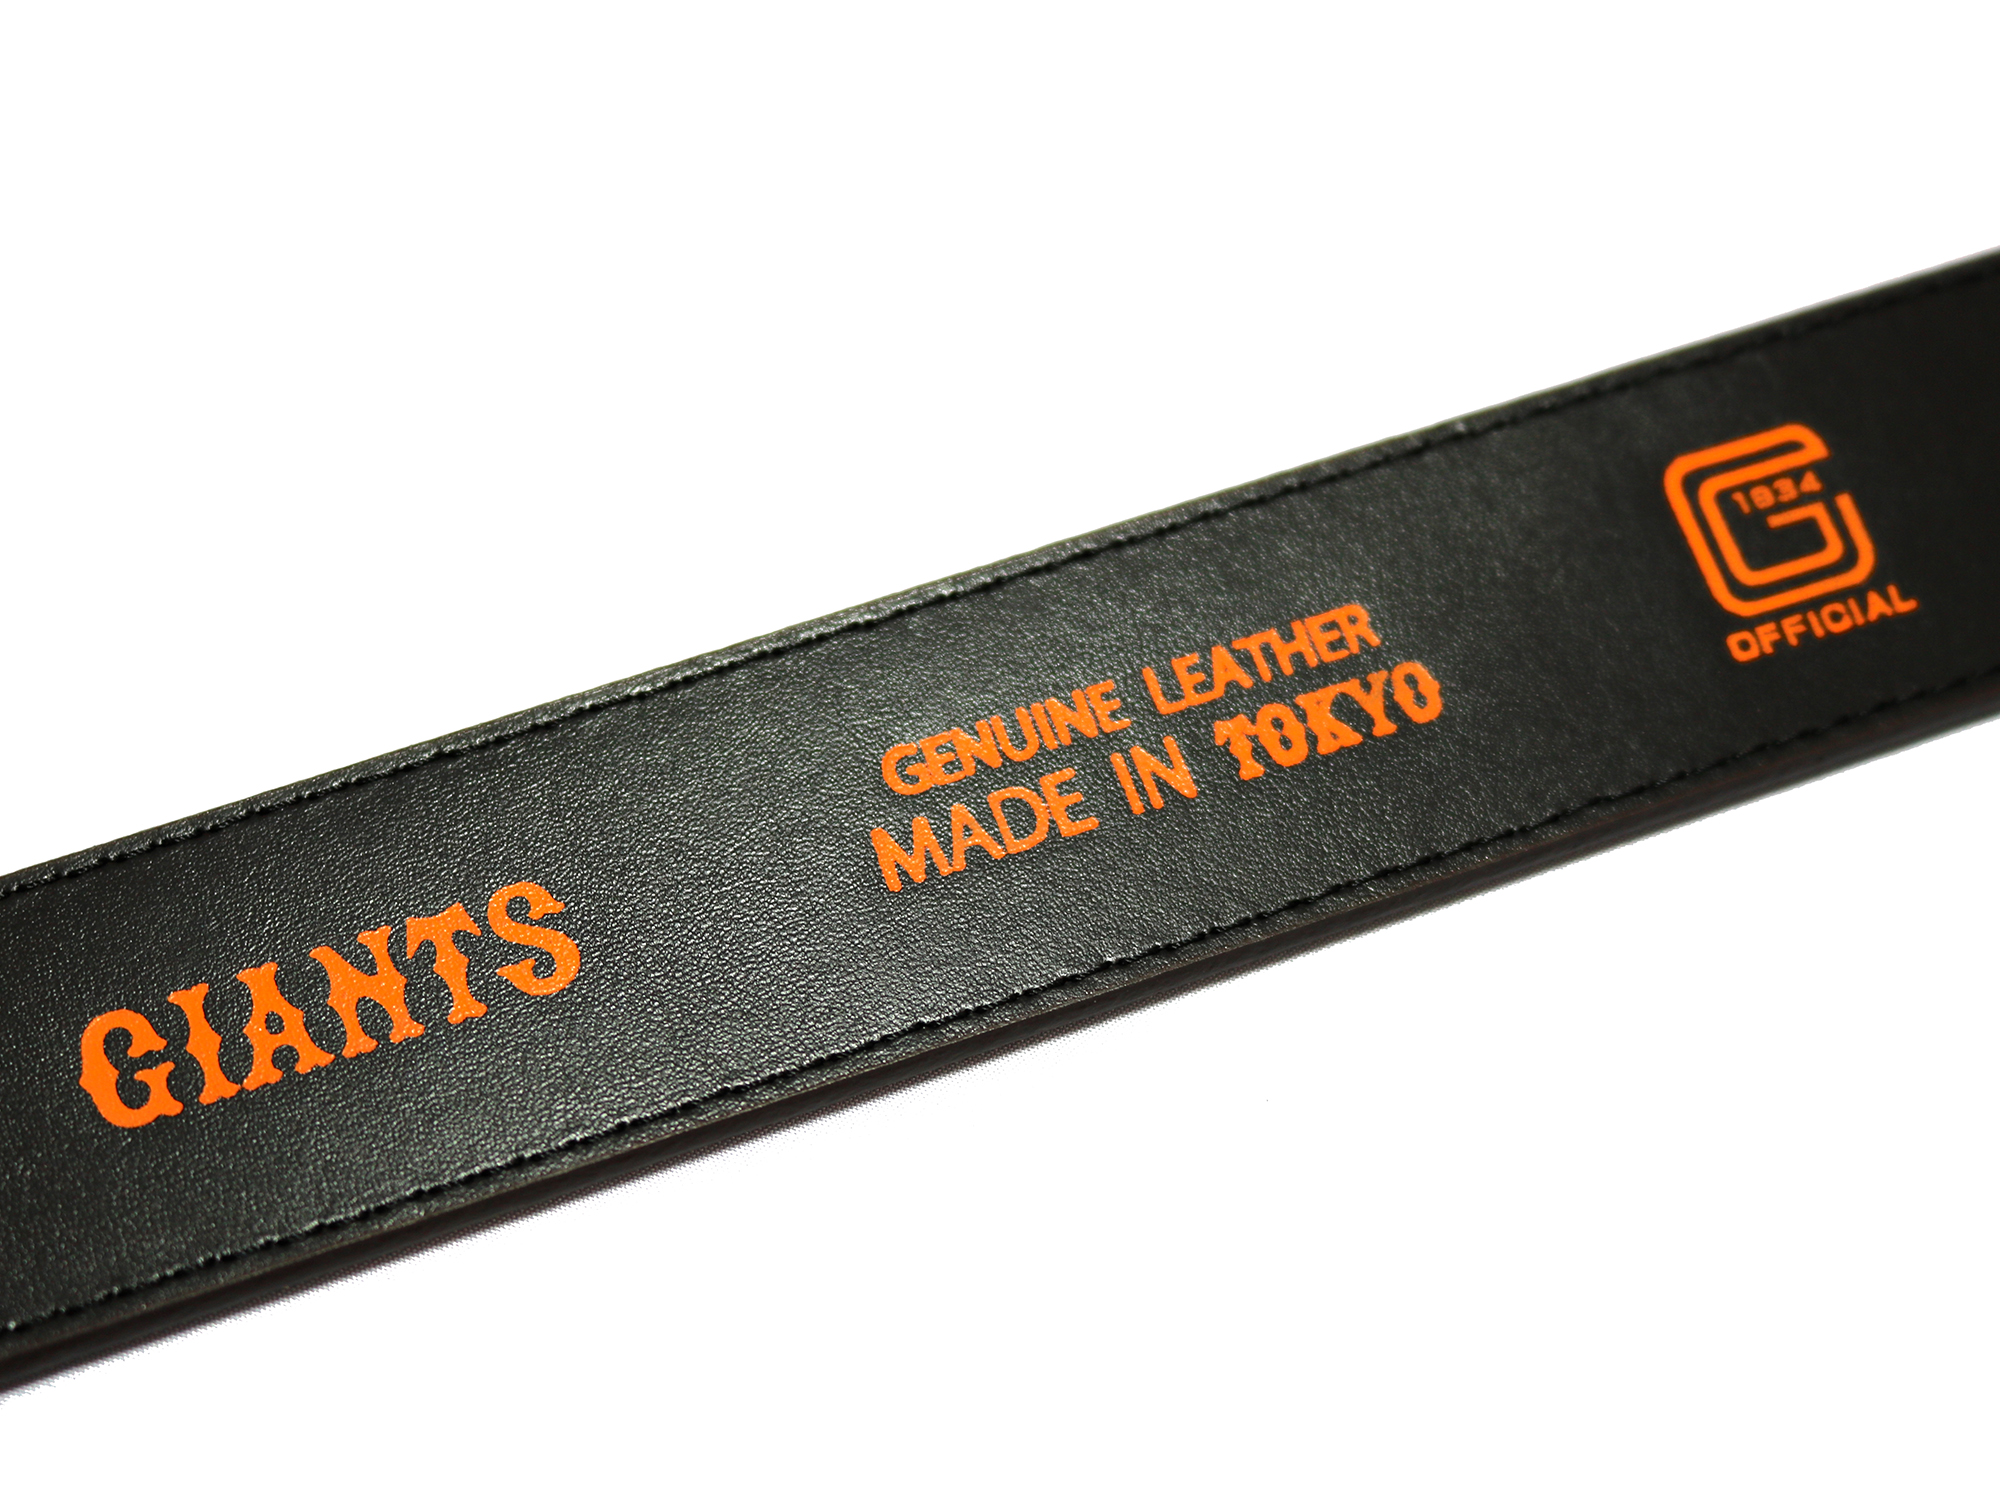 GIANTS
GENUINE LEATHER
MADE IN TOKYO
G
1934
OFFICIAL